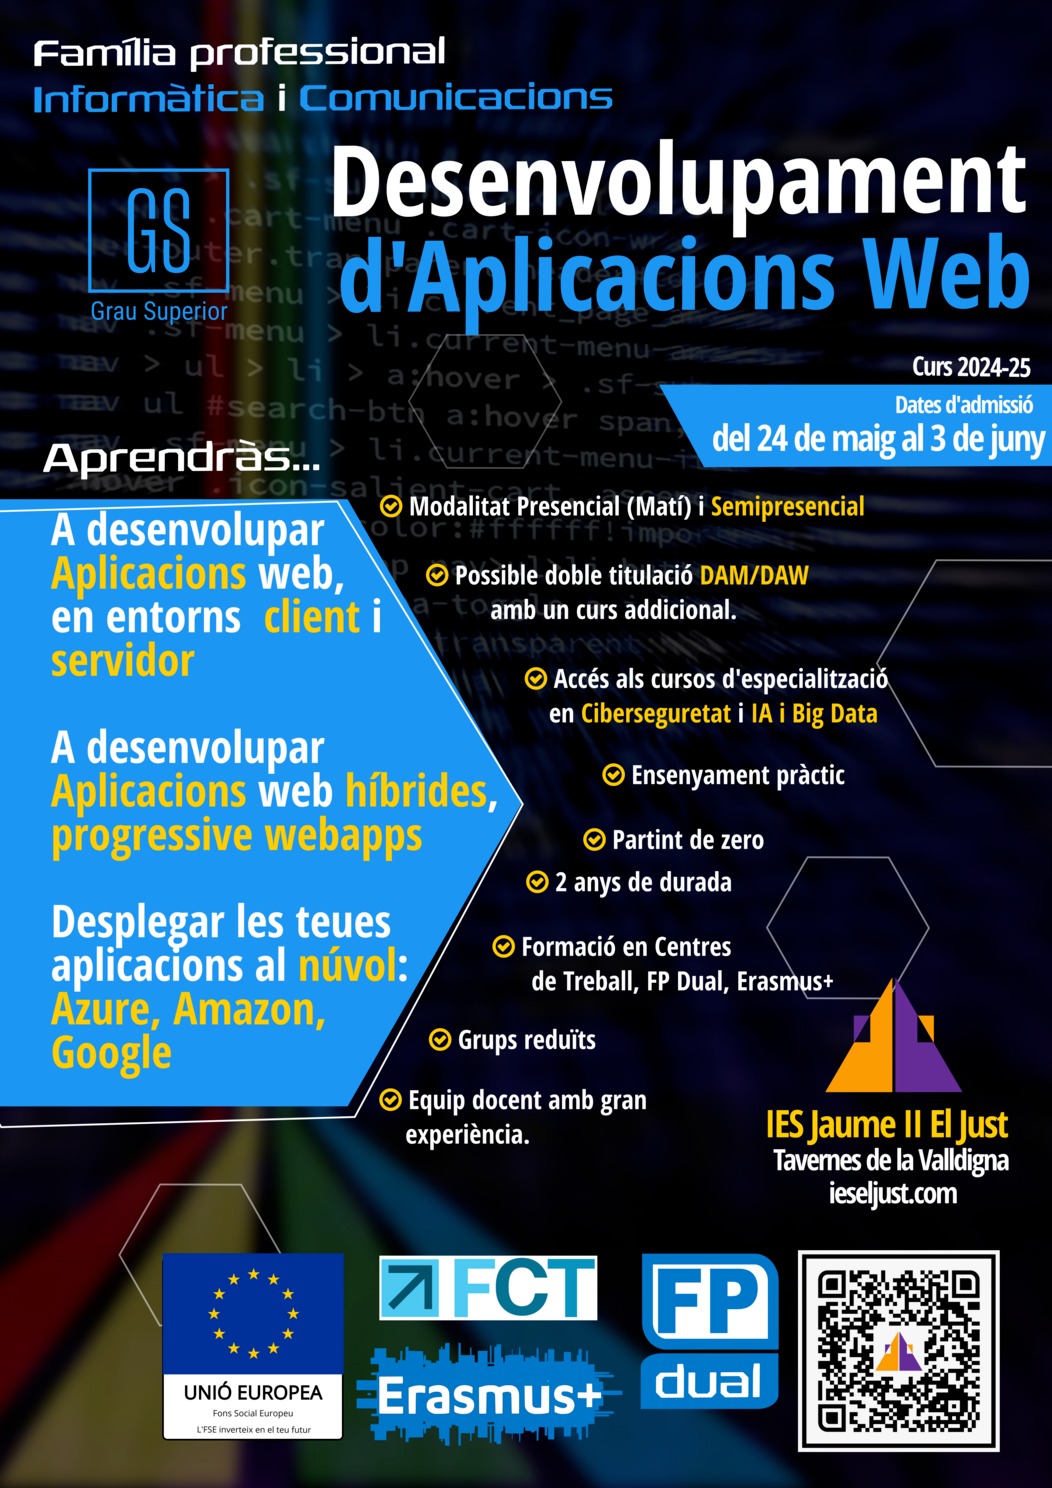 Família professional
Informàtica i Comunicacions
GS
Grau Superior
Desenvolupament
d'Aplicacions Web
Curs 2024-25
Dates d'admissió
del 24 de maig al 3 de juny
Aprendràs...
A desenvolupar
Aplicacions web,
en entorns client i
servidor
A desenvolupar
Aplicacions web híbrides,
progressive webapps
Desplegar les teues
aplicacions al núvol:
Azure, Amazon,
Google
Modalitat Presencial (Matí) i Semipresencial
Possible doble titulació DAM/DAW
amb un curs addicional.
Accés als cursos d'especialització
en Ciberseguretat i IA i Big Data
Ensenyament pràctic
Partint de zero
2 anys de durada
Formació en Centres
de Treball, FP Dual, Erasmus+
Grups reduïts
Equip docent amb gran
experiència.
IES Jaume II El Just
Tavernes de la Valldigna
ieseljust.com
UNIÓ EUROPEA
Fons Social Europeu
L'FSE inverteix en el teu futur
FCT
Erasmus+
FP
dual